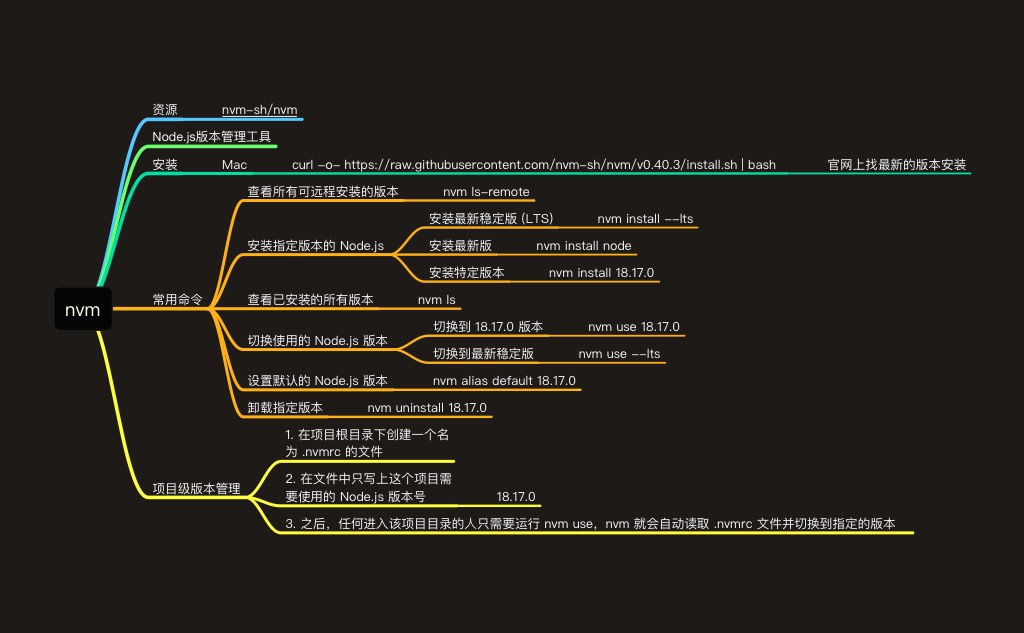 资源
nvm-sh/nvm
Node.js版本管理工具
安装
Mac
curl -o- https://raw.githubusercontent.com/nvm-sh/nvm/v0.40.3/install.sh | bash
官网上找最新的版本安装
查看所有可远程安装的版本
nvm ls-remote
安装最新稳定版 (LTS)
nvm install --lts
安装指定版本的 Node.js
安装最新版
nvm install node
安装特定版本
nvm install 18.17.0
nvm
常用命令
查看已安装的所有版本
nvm ls
切换到 18.17.0 版本
nvm use 18.17.0
切换使用的 Node.js 版本
切换到最新稳定版
nvm use --lts
设置默认的 Node.js 版本
nvm alias default 18.17.0
卸载指定版本
nvm uninstall 18.17.0
1. 在项目根目录下创建一个名
为 .nvmrc 的文件
项目级版本管理
2. 在文件中只写上这个项目需
要使用的 Node.js 版本号
18.17.0
3. 之后，任何进入该项目目录的人只需要运行 nvm use，nvm 就会自动读取 .nvmrc 文件并切换到指定的版本